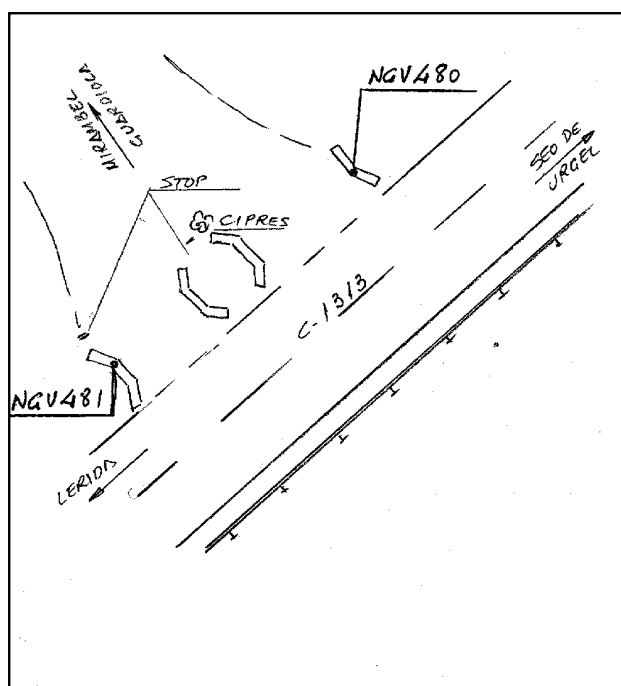 NGV480
MIRAMBEL
GUARDIOLA
SEO DE
URGEL
STOP
CIPRES
C-1313
NGV481
LERIDA